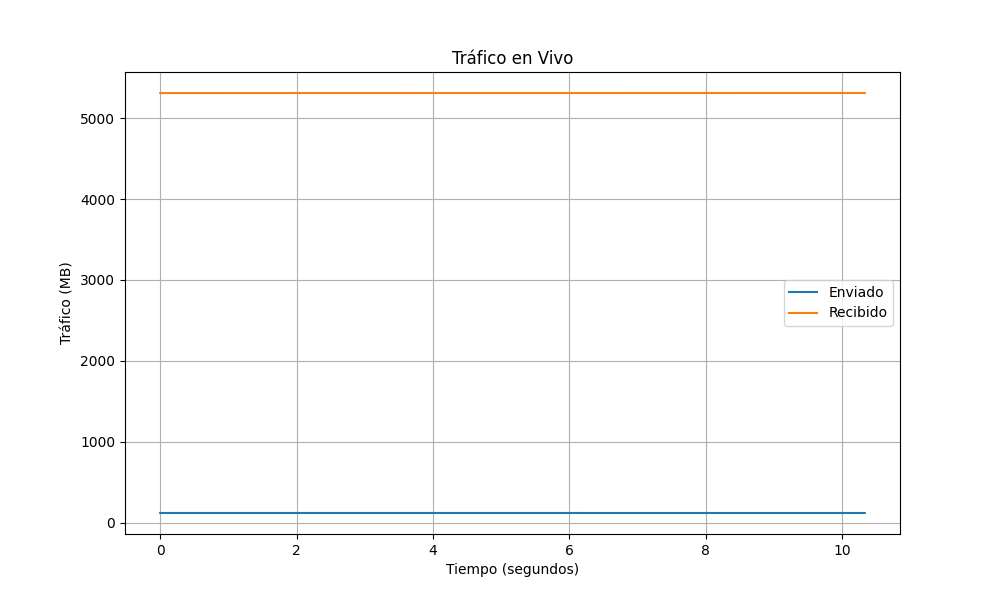 Tráfico en Vivo
Tráfico (MB)
5000
4000
3000
2000
1000
0
Enviado
Recibido
0 2 4 6 8 10
Tiempo (segundos)